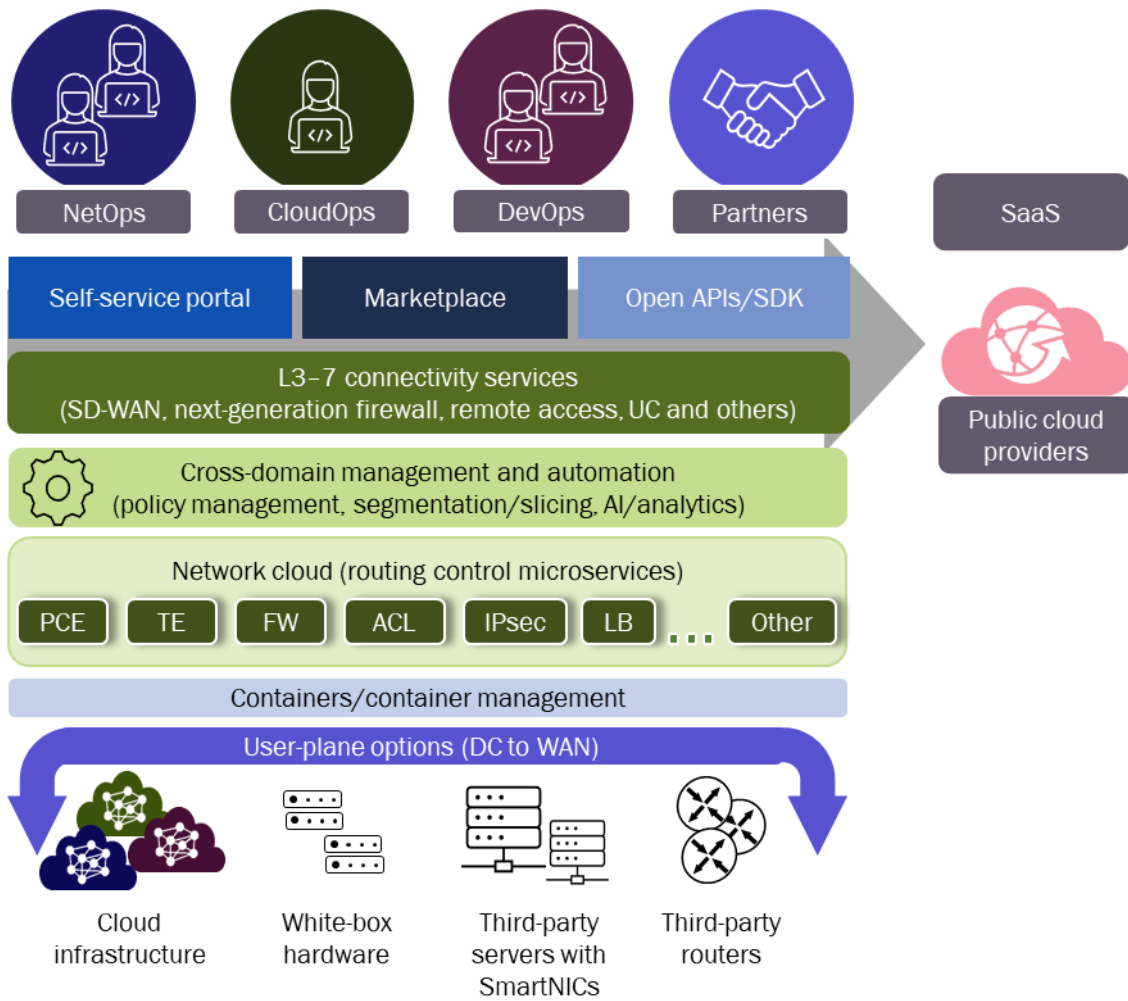 </>
</>
</>
</>
</>
NetOps
CloudOps
DevOps
Partners
SaaS
Self-service portal
Marketplace
Open APIs/SDK
L3–7 connectivity services
(SD-WAN, next-generation firewall, remote access, UC and others)
Public cloud
providers
Cross-domain management and automation
(policy management, segmentation/slicing, AI/analytics)
Network cloud (routing control microservices)
PCE
TE
FW
ACL
IPsec
LB
...
Other
Containers/container management
User-plane options (DC to WAN)
Cloud
infrastructure
White-box
hardware
Third-party
servers with
SmartNICs
Third-party
routers